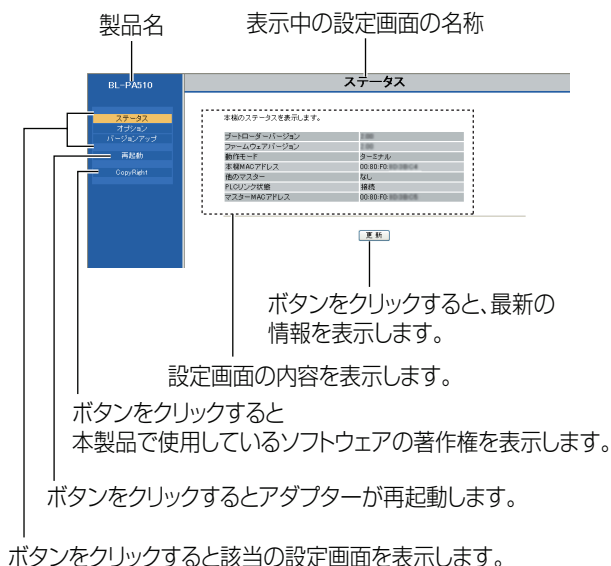 製品名
表示中の設定画面の名称
BL-PA510
ステータス
ステータス
オプション
バージョンアップ
再起動
CopyRight
本機のステータスを表示します。
ブートローダーバージョン
ファームウェアバージョン
動作モード ターミナル
本機MACアドレス 00:80:F0:
他のマスター なし
PLCリンク状態 接続
マスターMACアドレス 00:80:F0:
更新
ボタンをクリックすると、最新の
情報を表示します。
設定画面の内容を表示します。
ボタンをクリックすると
本製品で使用しているソフトウェアの著作権を表示します。
ボタンをクリックするとアダプターが再起動します。
ボタンをクリックすると該当の設定画面を表示します。